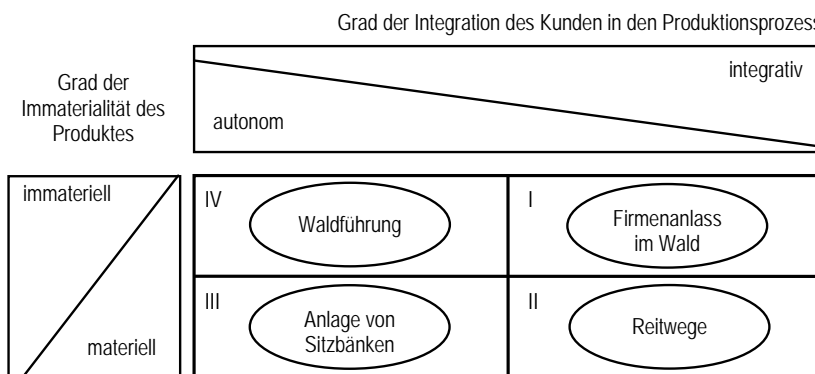 Grad der Integration des Kunden in den Produktionsprozess
Grad der
Immaterialität des
Produktes
integrativ
autonom
immateriell
materiell
IV
Waldführung
I
Firmenanlass
im Wald
III
Anlage von
Sitzbänken
II
Reitwege